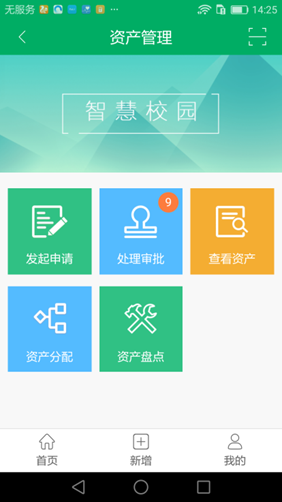 无服务 ··· 14:25
资产管理
智慧校园
发起申请
处理审批
9
查看资产
资产分配
资产盘点
首页
新增
我的